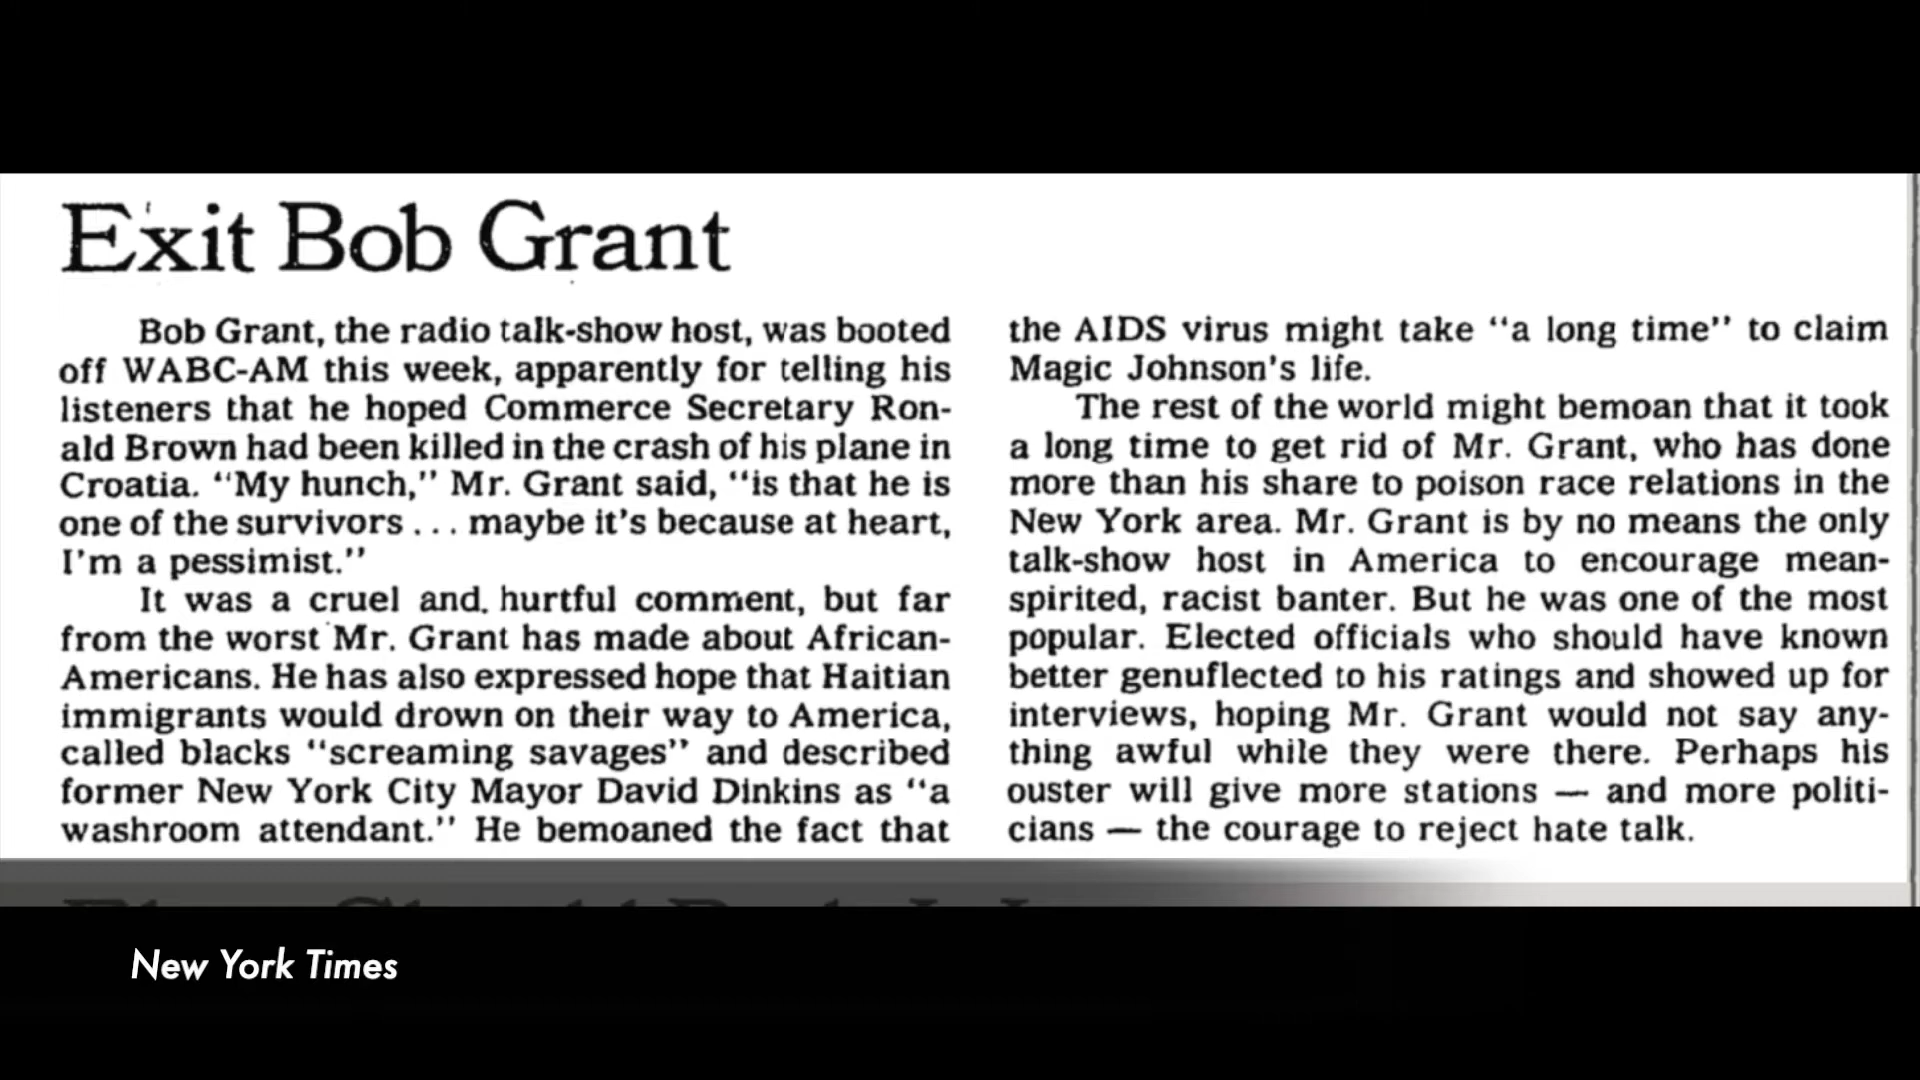 Exit Bob Grant
Bob Grant, the radio talk-show host, was booted
off WABC-AM this week, apparently for telling his
listeners that he hoped Commerce Secretary Ron-
ald Brown had been killed in the crash of his plane in
Croatia. “My hunch,” Mr. Grant said, “is that he is
one of the survivors . . . maybe it's because at heart,
I'm a pessimist.”
It was a cruel and. hurtful comment, but far
from the worst Mr. Grant has made about African-
Americans. He has also expressed hope that Haitian
immigrants would drown on their way to America,
called blacks “screaming savages” and described
former New York City Mayor David Dinkins as “a
washroom attendant.” He bemoaned the fact that
the AIDS virus might take “a long time” to claim
Magic Johnson's life.
The rest of the world might bemoan that it took
a long time to get rid of Mr. Grant, who has done
more than his share to poison race relations in the
New York area. Mr. Grant is by no means the only
talk-show host in America to encourage mean-
spirited, racist banter. But he was one of the most
popular. Elected officials who should have known
better genuflected to his ratings and showed up for
interviews, hoping Mr. Grant would not say any-
thing awful while they were there. Perhaps his
ouster will give more stations — and more politi-
cians — the courage to reject hate talk.
New York Times